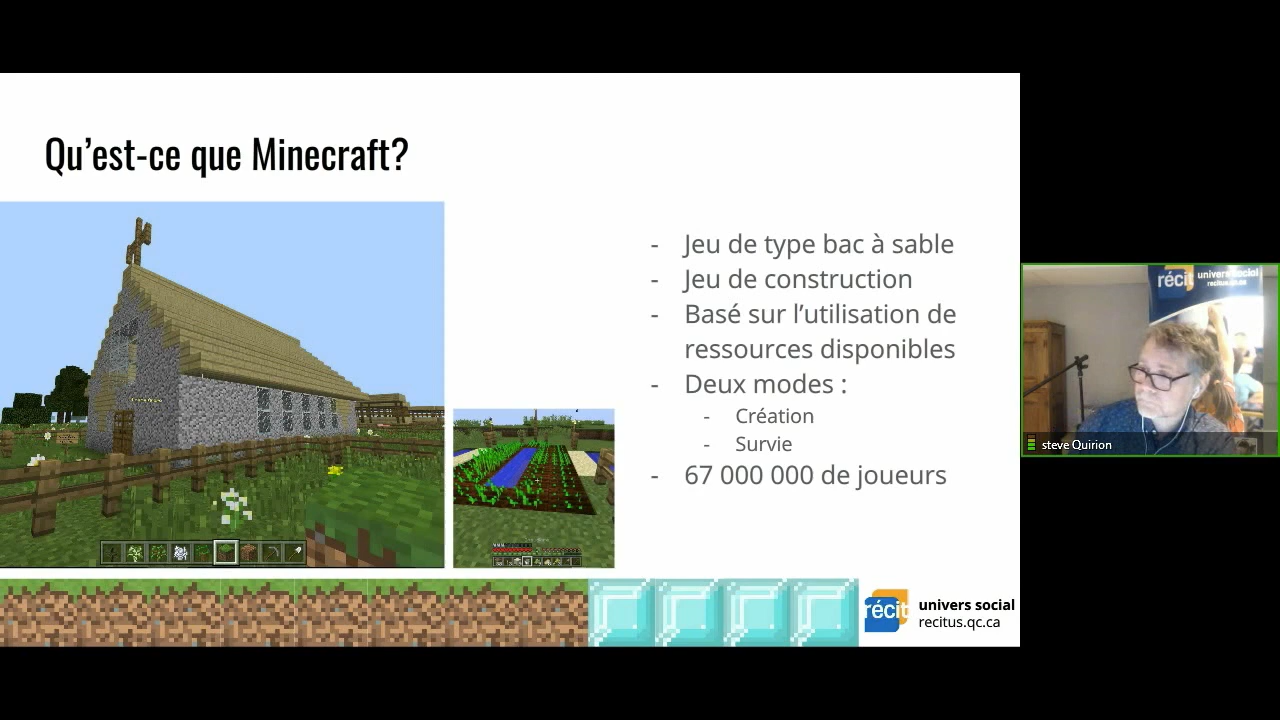 Qu'est-ce que Minecraft?
- Jeu de type bac à sable
- Jeu de construction
- Basé sur l'utilisation de
ressources disponibles
- Deux modes :
- Création
- Survie
- 67 000 000 de joueurs
récit
univers social
recitus.qc.ca
steve Quirion
récit
univers social
recitus.qc.ca